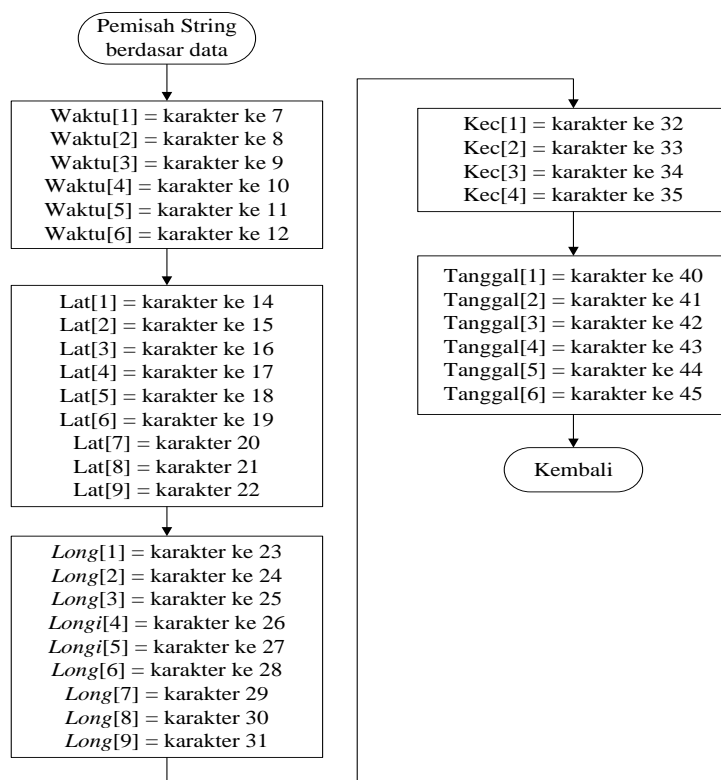 Pemisah String
berdasar data
Waktu[1] = karakter ke 7
Waktu[2] = karakter ke 8
Waktu[3] = karakter ke 9
Waktu[4] = karakter ke 10
Waktu[5] = karakter ke 11
Waktu[6] = karakter ke 12
Lat[1] = karakter ke 14
Lat[2] = karakter ke 15
Lat[3] = karakter ke 16
Lat[4] = karakter ke 17
Lat[5] = karakter ke 18
Lat[6] = karakter ke 19
Lat[7] = karakter 20
Lat[8] = karakter 21
Lat[9] = karakter 22
Long[1] = karakter ke 23
Long[2] = karakter ke 24
Long[3] = karakter ke 25
Longi[4] = karakter ke 26
Longi[5] = karakter ke 27
Long[6] = karakter ke 28
Long[7] = karakter 29
Long[8] = karakter 30
Long[9] = karakter 31
Kec[1] = karakter ke 32
Kec[2] = karakter ke 33
Kec[3] = karakter ke 34
Kec[4] = karakter ke 35
Tanggal[1] = karakter ke 40
Tanggal[2] = karakter ke 41
Tanggal[3] = karakter ke 42
Tanggal[4] = karakter ke 43
Tanggal[5] = karakter ke 44
Tanggal[6] = karakter ke 45
Kembali